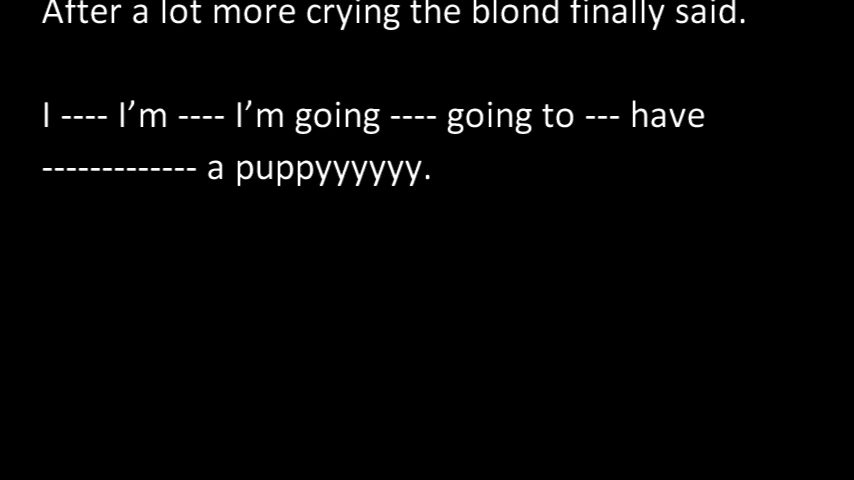 After a lot more crying the blond finally said.
I ---- I’m ---- I’m going ---- going to --- have
------------- a puppyyyyyy.